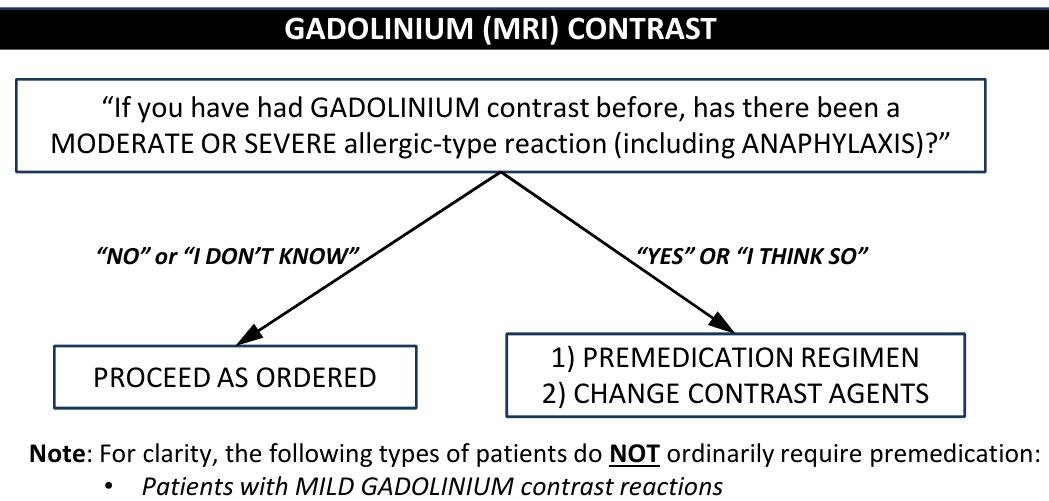 GADOLINIUM (MRI) CONTRAST
“If you have had GADOLINIUM contrast before, has there been a
MODERATE OR SEVERE allergic-type reaction (including ANAPHYLAXIS)?”
“NO” or “I DON’T KNOW”
“YES” OR “I THINK SO”
PROCEED AS ORDERED
1) PREMEDICATION REGIMEN
2) CHANGE CONTRAST AGENTS
Note: For clarity, the following types of patients do NOT ordinarily require premedication:
• Patients with MILD GADOLINIUM contrast reactions